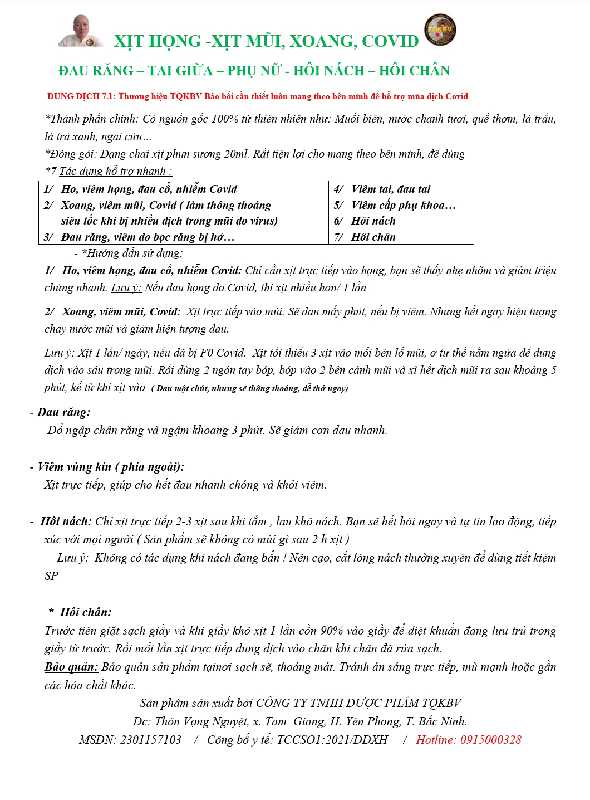 XỊT HỌNG -XỊT MŨI, XOANG, COVID
ĐAU RĂNG – TAI GIỮA – PHỤ NỮ - HÔI NÁCH – HÔI CHÂN
DUNG DỊCH 7.1: Thương hiệu TQKBV Bảo bối cần thiết luôn mang theo bên mình để hỗ trợ mùa dịch Covid
*Thành phần chính: Có nguồn gốc 100% từ thiên nhiên như: Muối biển, nước chanh tươi, quế thơm, lá trầu,
lá trà xanh, ngải cứu…
*Đóng gói: Dạng chai xịt phun sương 20ml. Rất tiện lợi cho mang theo bên mình, để dùng
*7 Tác dụng hỗ trợ nhanh :
1/ Ho, viêm họng, đau cổ, nhiễm Covid
2/ Xoang, viêm mũi, Covid ( làm thông thoáng
siêu tốc khi bị nhiều dịch trong mũi do virus)
3/ Đau răng, viêm do bọc răng bị hở…
4/ Viêm tai, đau tai
5/ Viêm cấp phụ khoa…
6/ Hôi nách
7/ Hôi chân
- *Hướng dẫn sử dụng:
1/ Ho, viêm họng, đau cổ, nhiễm Covid: Chỉ cần xịt trực tiếp vào họng, bạn sẽ thấy nhẹ nhõm và giảm triệu
chứng nhanh. Lưu ý: Nếu đau họng do Covid, thì xịt nhiều hơn/ 1 lần
2/ Xoang, viêm mũi, Covid: Xịt trực tiếp vào mũi. Sẽ đau mấy phút, nếu bị viêm. Nhưng hết ngay hiện tượng
chảy nước mũi và giảm hiện tượng đau.
Lưu ý: Xịt 1 lần/ ngày, nếu đã bị F0 Covid. Xịt tối thiểu 3 xịt vào mỗi bên lỗ mũi, ở tư thế nằm ngửa để dung
dịch vào sâu trong mũi. Rồi dùng 2 ngón tay bóp, bóp vào 2 bên cánh mũi và xì hết dịch mũi ra sau khoảng 5
phút, kể từ khi xịt vào ( Đau một chút, nhưng sẽ thông thoáng, dễ thở ngay)
- Đau răng:
Đổ ngập chân răng và ngậm khoảng 3 phút. Sẽ giảm cơn đau nhanh.
- Viêm vùng kín ( phía ngoài):
Xịt trực tiếp, giúp cho hết đau nhanh chóng và khỏi viêm.
- Hôi nách: Chỉ xịt trực tiếp 2-3 xịt sau khi tắm , lau khô nách. Bạn sẽ hết hôi ngay và tự tin lao động, tiếp
xúc với mọi người ( Sản phẩm sẽ không có mùi gì sau 2 h xịt )
Lưu ý: Không có tác dụng khi nách đang bẩn ! Nên cạo, cắt lông nách thường xuyên để dùng tiết kiệm
SP
* Hôi chân:
Trước tiên giặt sạch giầy và khi giầy khô xịt 1 lần cồn 90% vào giầy để diệt khuẩn đang lưu trú trong
giầy từ trước. Rồi mỗi lần xịt trực tiếp dung dịch vào chân khi chân đã rửa sạch.
Bảo quản: Bảo quản sản phẩm tạinơi sạch sẽ, thoáng mát. Tránh ánh sáng trực tiếp, mù mạnh hoặc gần
các hóa chất khác.
Sản phẩm sản xuất bởi CÔNG TY TNHH DƯỢC PHẨM TQKBV
Đc: Thôn Vọng Nguyệt, x. Tam Giang, H. Yên Phong, T. Bắc Ninh.
MSDN: 2301157103 / Công bố y tế: TCCSO1:2021/DDXH / Hotline: 0915000328